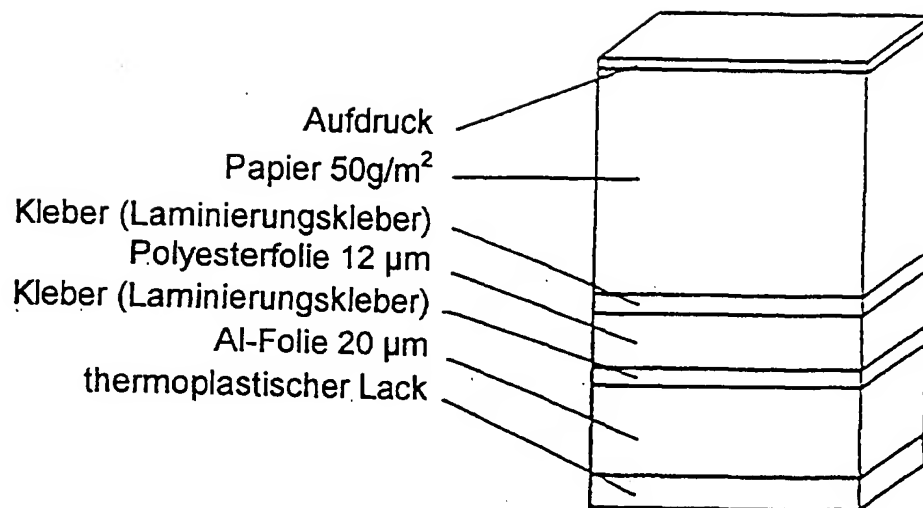 Aufdruck
Papier 50g/m²
Kleber (Laminierungskleber)
Polyesterfolie 12 µm
Kleber (Laminierungskleber)
Al-Folie 20 µm
thermoplastischer Lack